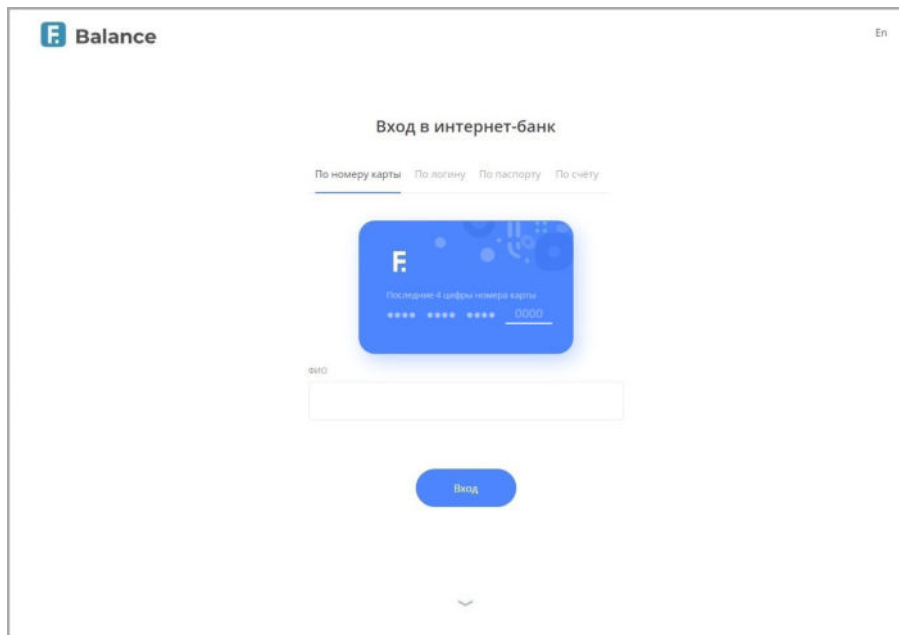 F. Balance
En
Вход в интернет-банк
По номеру карты По логину По паспорту По счёту
F.
Последние 4 цифры номера карты
•••• •••• •••• 0000
ФИО
Вход